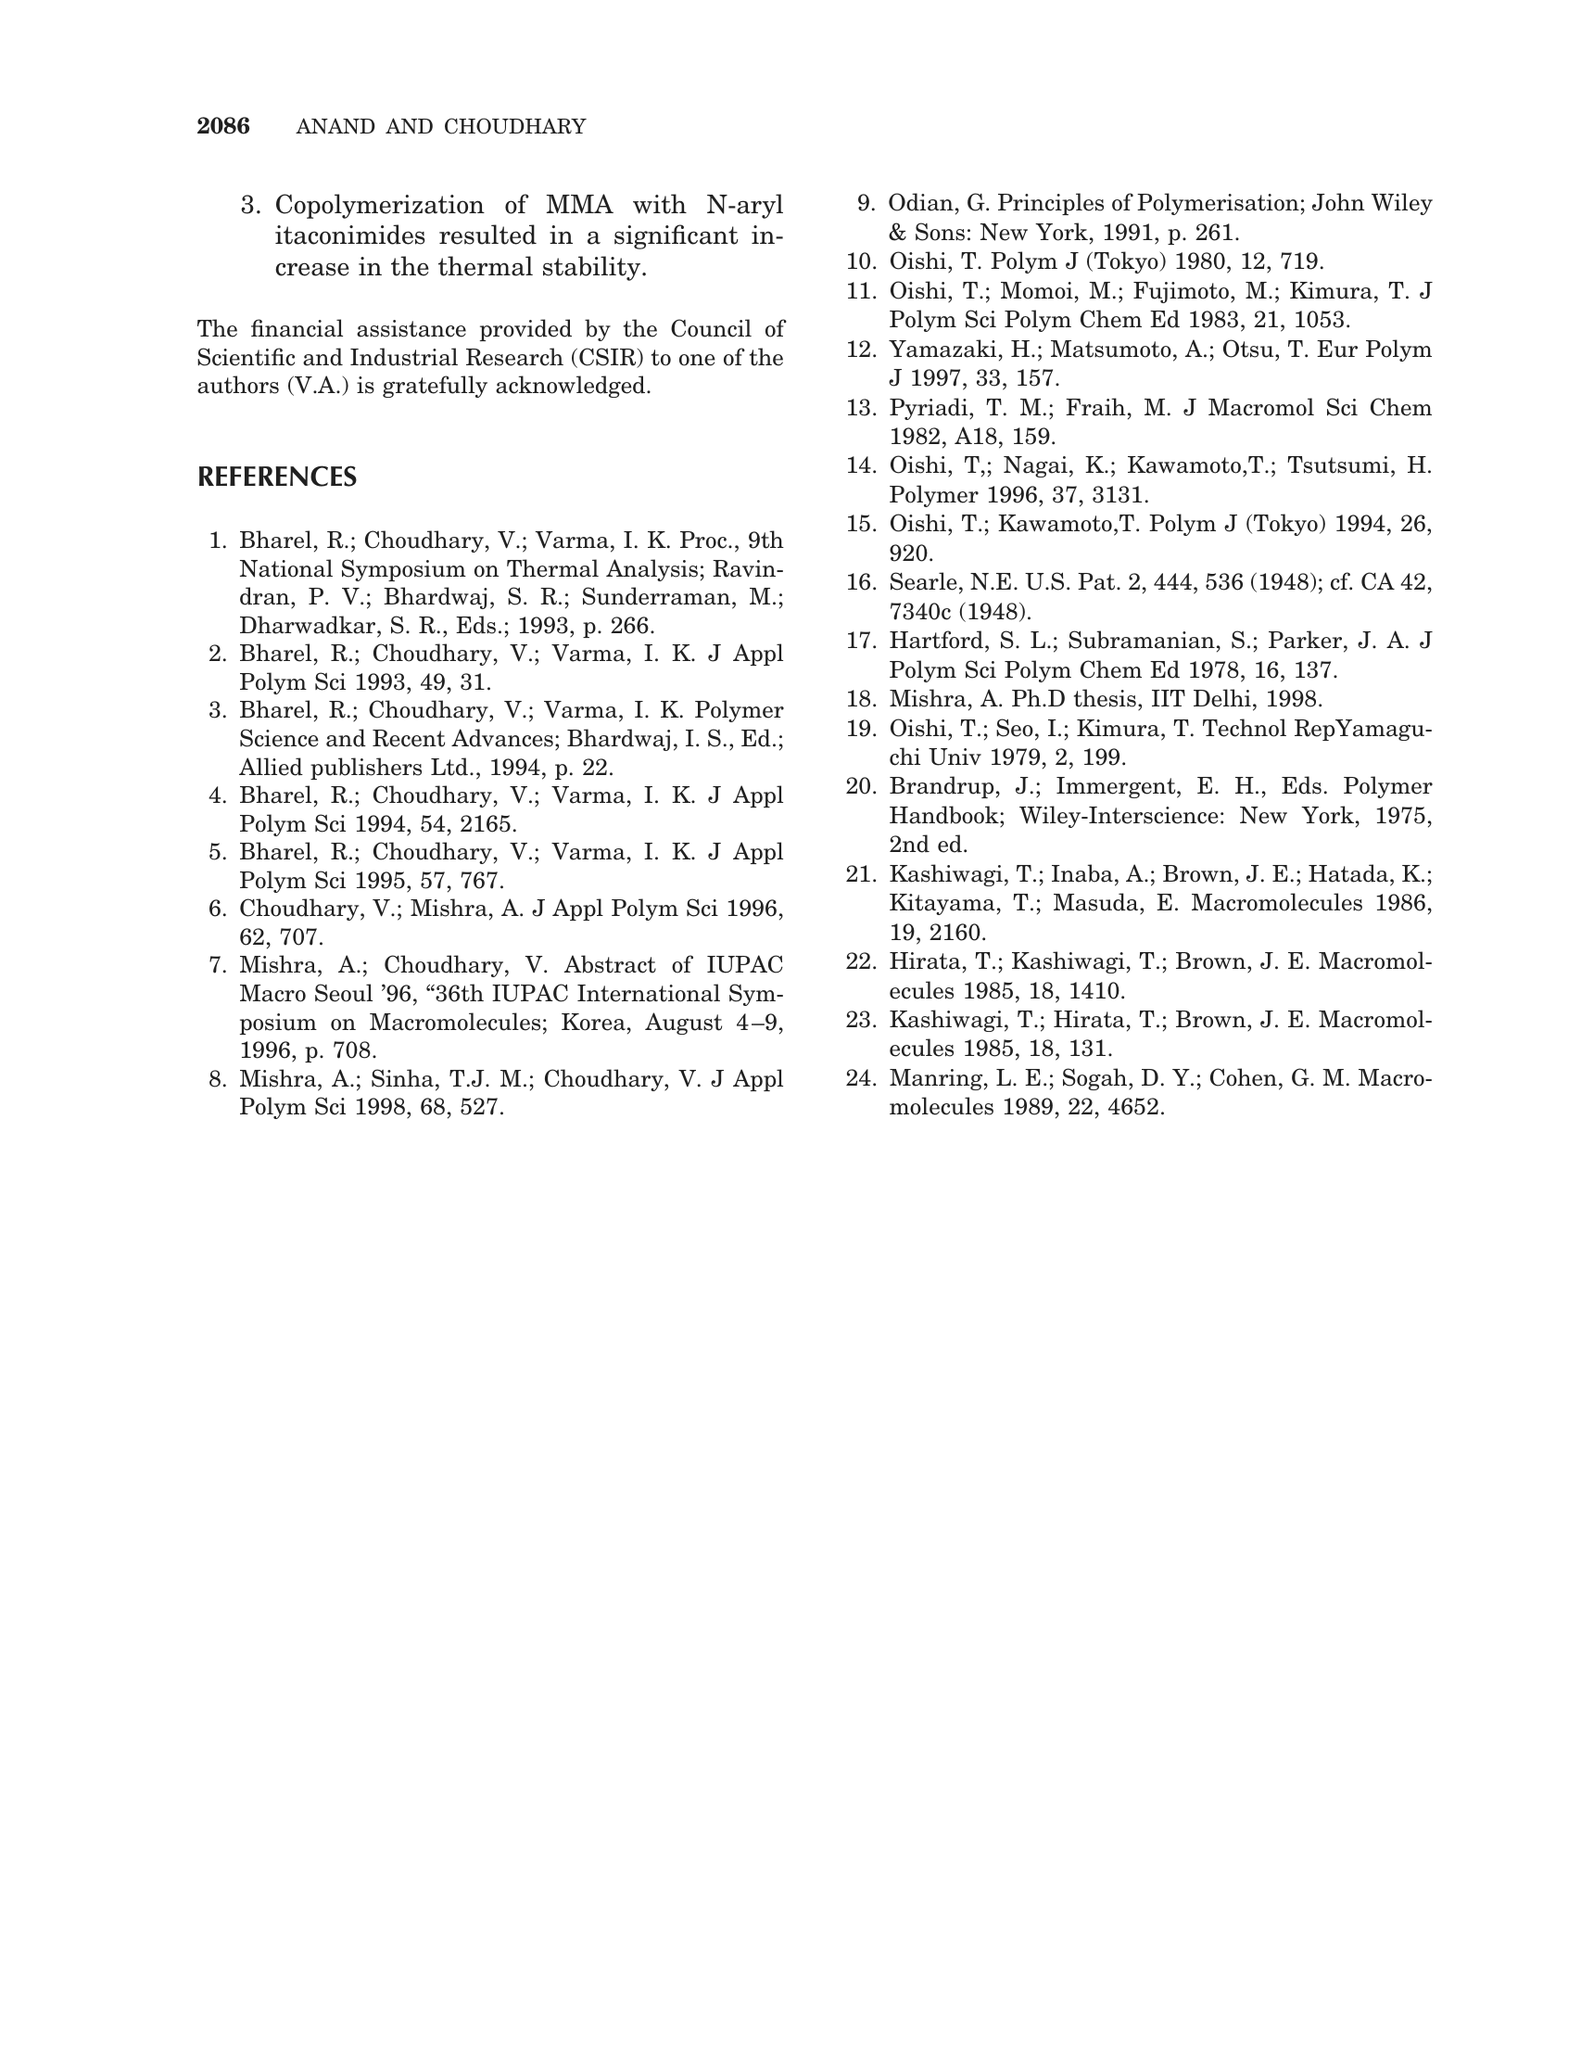 2086 ANAND AND CHOUDHARY
3. Copolymerization of MMA with N-aryl
itaconimides resulted in a significant in-
crease in the thermal stability.
The financial assistance provided by the Council of
Scientific and Industrial Research (CSIR) to one of the
authors (V.A.) is gratefully acknowledged.
REFERENCES
1. Bharel, R.; Choudhary, V.; Varma, I. K. Proc., 9th
National Symposium on Thermal Analysis; Ravin-
dran, P. V.; Bhardwaj, S. R.; Sunderraman, M.;
Dharwadkar, S. R., Eds.; 1993, p. 266.
2. Bharel, R.; Choudhary, V.; Varma, I. K. J Appl
Polym Sci 1993, 49, 31.
3. Bharel, R.; Choudhary, V.; Varma, I. K. Polymer
Science and Recent Advances; Bhardwaj, I. S., Ed.;
Allied publishers Ltd., 1994, p. 22.
4. Bharel, R.; Choudhary, V.; Varma, I. K. J Appl
Polym Sci 1994, 54, 2165.
5. Bharel, R.; Choudhary, V.; Varma, I. K. J Appl
Polym Sci 1995, 57, 767.
6. Choudhary, V.; Mishra, A. J Appl Polym Sci 1996,
62, 707.
7. Mishra, A.; Choudhary, V. Abstract of IUPAC
Macro Seoul ’96, “36th IUPAC International Sym-
posium on Macromolecules; Korea, August 4–9,
1996, p. 708.
8. Mishra, A.; Sinha, T.J. M.; Choudhary, V. J Appl
Polym Sci 1998, 68, 527.
9. Odian, G. Principles of Polymerisation; John Wiley
& Sons: New York, 1991, p. 261.
10. Oishi, T. Polym J (Tokyo) 1980, 12, 719.
11. Oishi, T.; Momoi, M.; Fujimoto, M.; Kimura, T. J
Polym Sci Polym Chem Ed 1983, 21, 1053.
12. Yamazaki, H.; Matsumoto, A.; Otsu, T. Eur Polym
J 1997, 33, 157.
13. Pyriadi, T. M.; Fraih, M. J Macromol Sci Chem
1982, A18, 159.
14. Oishi, T,; Nagai, K.; Kawamoto,T.; Tsutsumi, H.
Polymer 1996, 37, 3131.
15. Oishi, T.; Kawamoto,T. Polym J (Tokyo) 1994, 26,
920.
16. Searle, N.E. U.S. Pat. 2, 444, 536 (1948); cf. CA 42,
7340c (1948).
17. Hartford, S. L.; Subramanian, S.; Parker, J. A. J
Polym Sci Polym Chem Ed 1978, 16, 137.
18. Mishra, A. Ph.D thesis, IIT Delhi, 1998.
19. Oishi, T.; Seo, I.; Kimura, T. Technol RepYamagu-
chi Univ 1979, 2, 199.
20. Brandrup, J.; Immergent, E. H., Eds. Polymer
Handbook; Wiley-Interscience: New York, 1975,
2nd ed.
21. Kashiwagi, T.; Inaba, A.; Brown, J. E.; Hatada, K.;
Kitayama, T.; Masuda, E. Macromolecules 1986,
19, 2160.
22. Hirata, T.; Kashiwagi, T.; Brown, J. E. Macromol-
ecules 1985, 18, 1410.
23. Kashiwagi, T.; Hirata, T.; Brown, J. E. Macromol-
ecules 1985, 18, 131.
24. Manring, L. E.; Sogah, D. Y.; Cohen, G. M. Macro-
molecules 1989, 22, 4652.